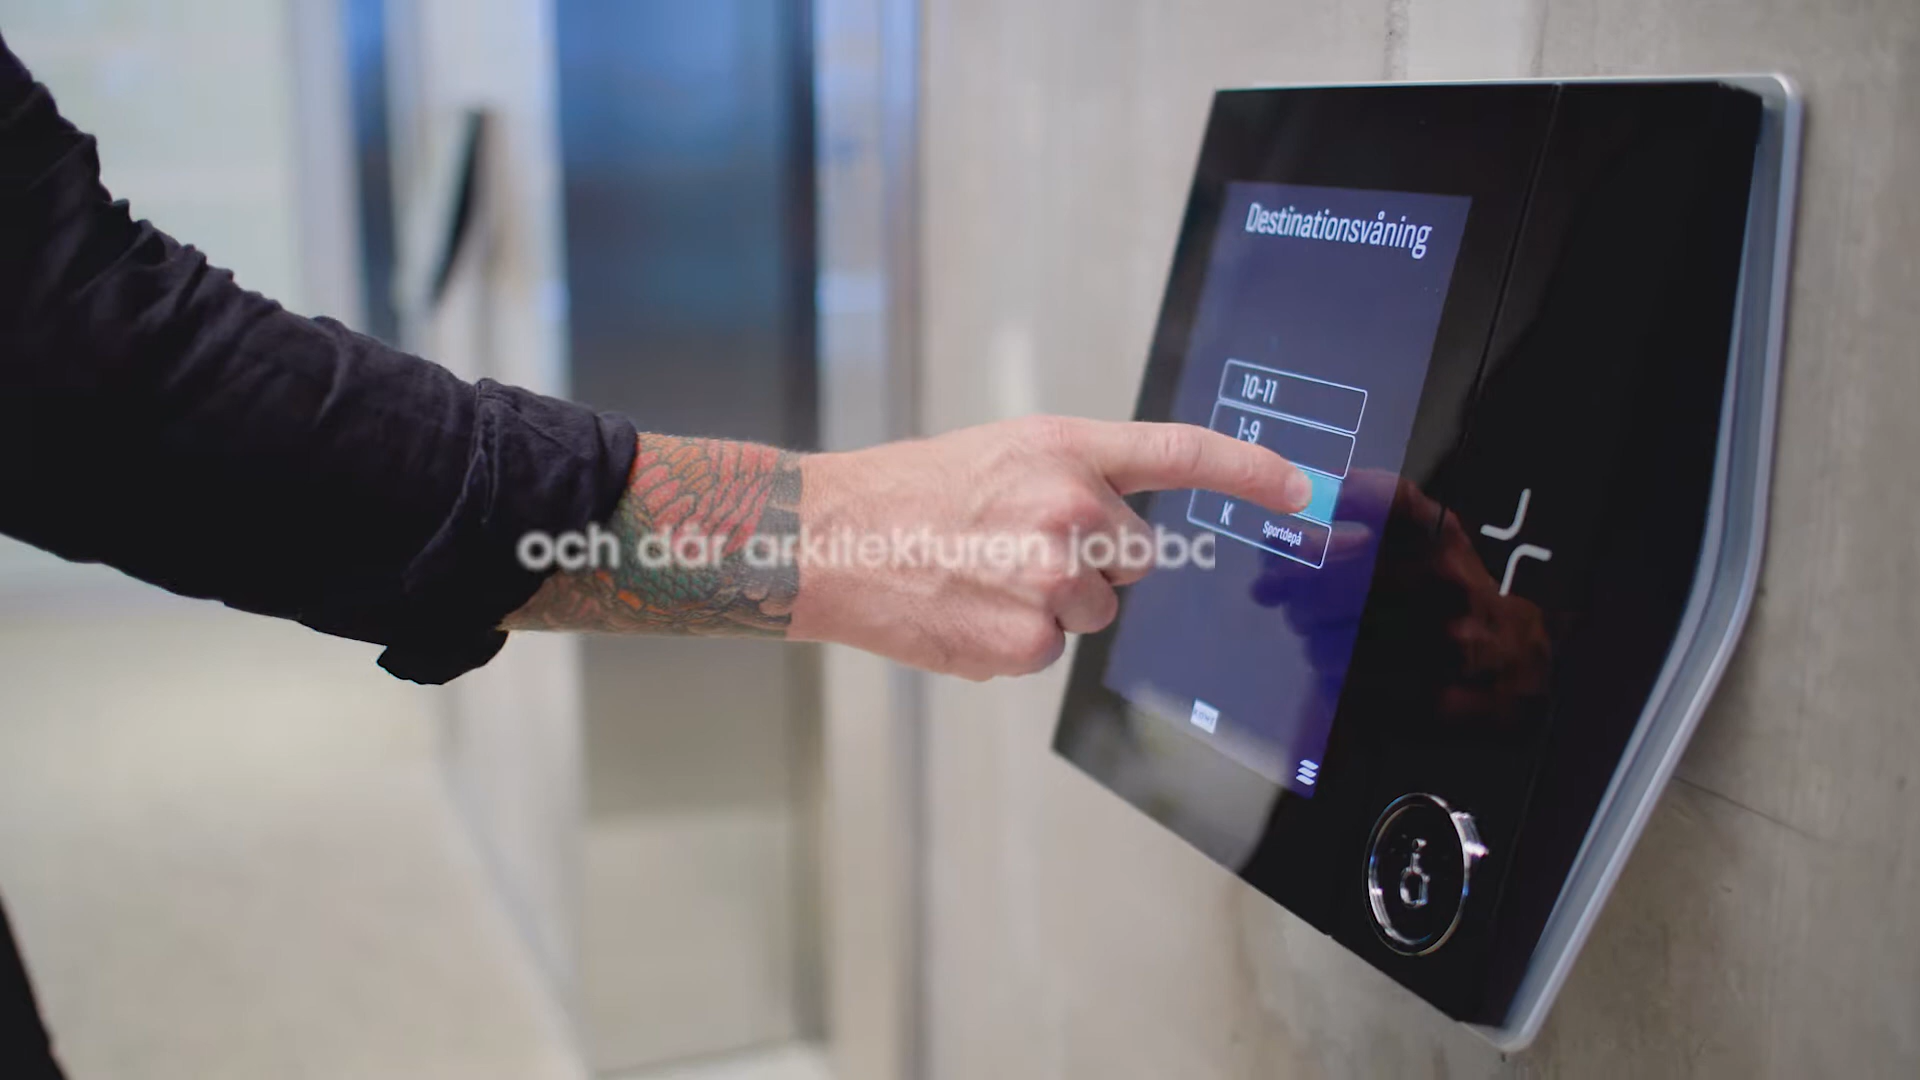 Destinationsvåning
10-11
1-9
K Sportdepå
och där arkitekturen jobba